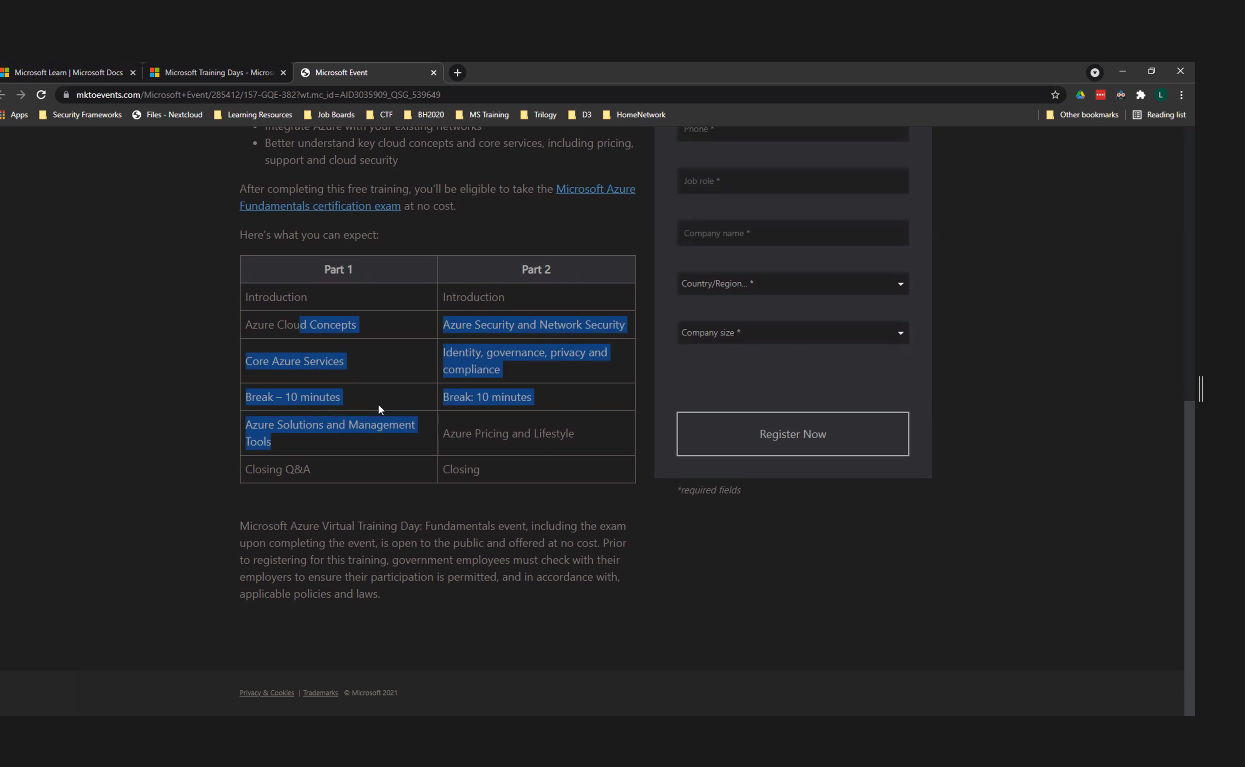 Microsoft Learn | Microsoft Docs
Microsoft Training Days - Micros
Microsoft Event
mktoevents.com/Microsoft+Event/285412/157-GQE-382?wt.mc_id=AID3035909_QSG_539649
Apps
Security Frameworks
Files - Nextcloud
Learning Resources
Job Boards
CTF
BH2020
MS Training
Trilogy
D3
HomeNetwork
Other bookmarks
Reading list
L
Integrate Azure with your existing networks
• Better understand key cloud concepts and core services, including pricing,
support and cloud security
After completing this free training, you'll be eligible to take the Microsoft Azure
Fundamentals certification exam at no cost.
Here's what you can expect:
Part 1
Part 2
Introduction
Introduction
Azure Cloud Concepts
Azure Security and Network Security
Core Azure Services
Identity, governance, privacy and
compliance
Break – 10 minutes
Break: 10 minutes
Azure Solutions and Management
Tools
Azure Pricing and Lifestyle
Closing Q&A
Closing
Microsoft Azure Virtual Training Day: Fundamentals event, including the exam
upon completing the event, is open to the public and offered at no cost. Prior
to registering for this training, government employees must check with their
employers to ensure their participation is permitted, and in accordance with,
applicable policies and laws.
Phone *
Job role *
Company name *
Country/Region... *
Company size *
Register Now
*required fields
Privacy & Cookies | Trademarks © Microsoft 2021